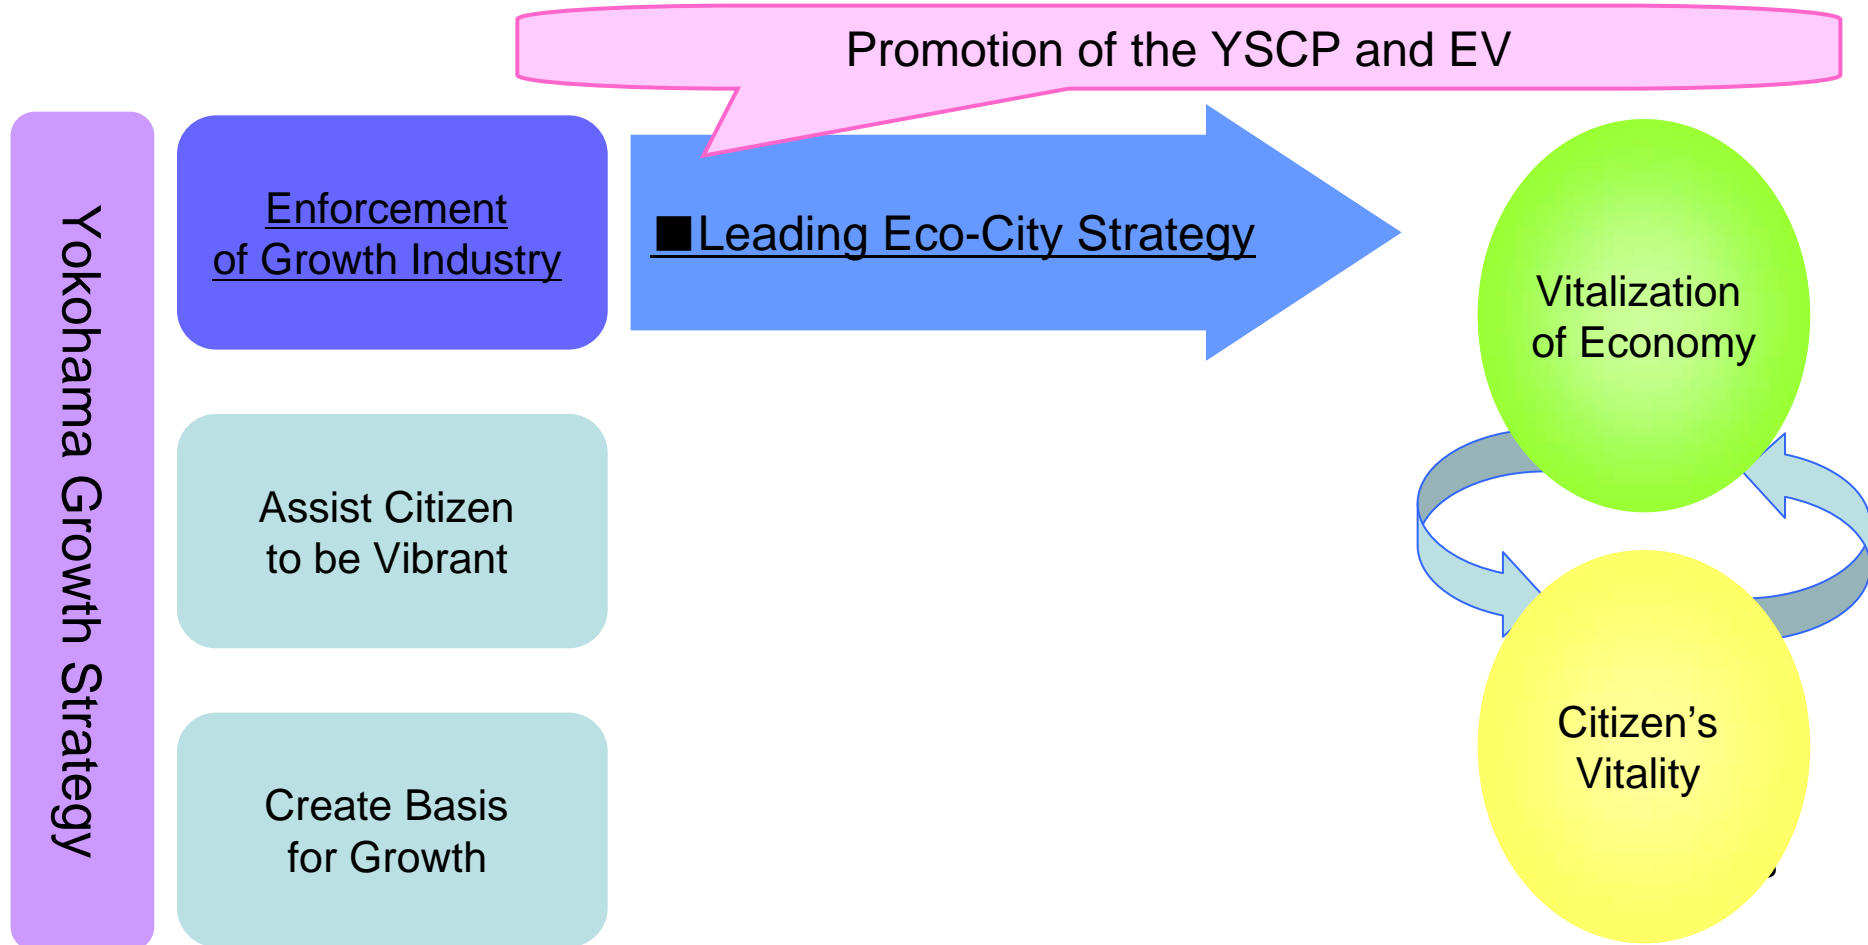 Promotion of the YSCP and EV
Yokohama Growth Strategy
Enforcement
of Growth Industry
■Leading Eco-City Strategy
Vitalization
of Economy
Assist Citizen
to be Vibrant
Citizen’s
Vitality
Create Basis
for Growth